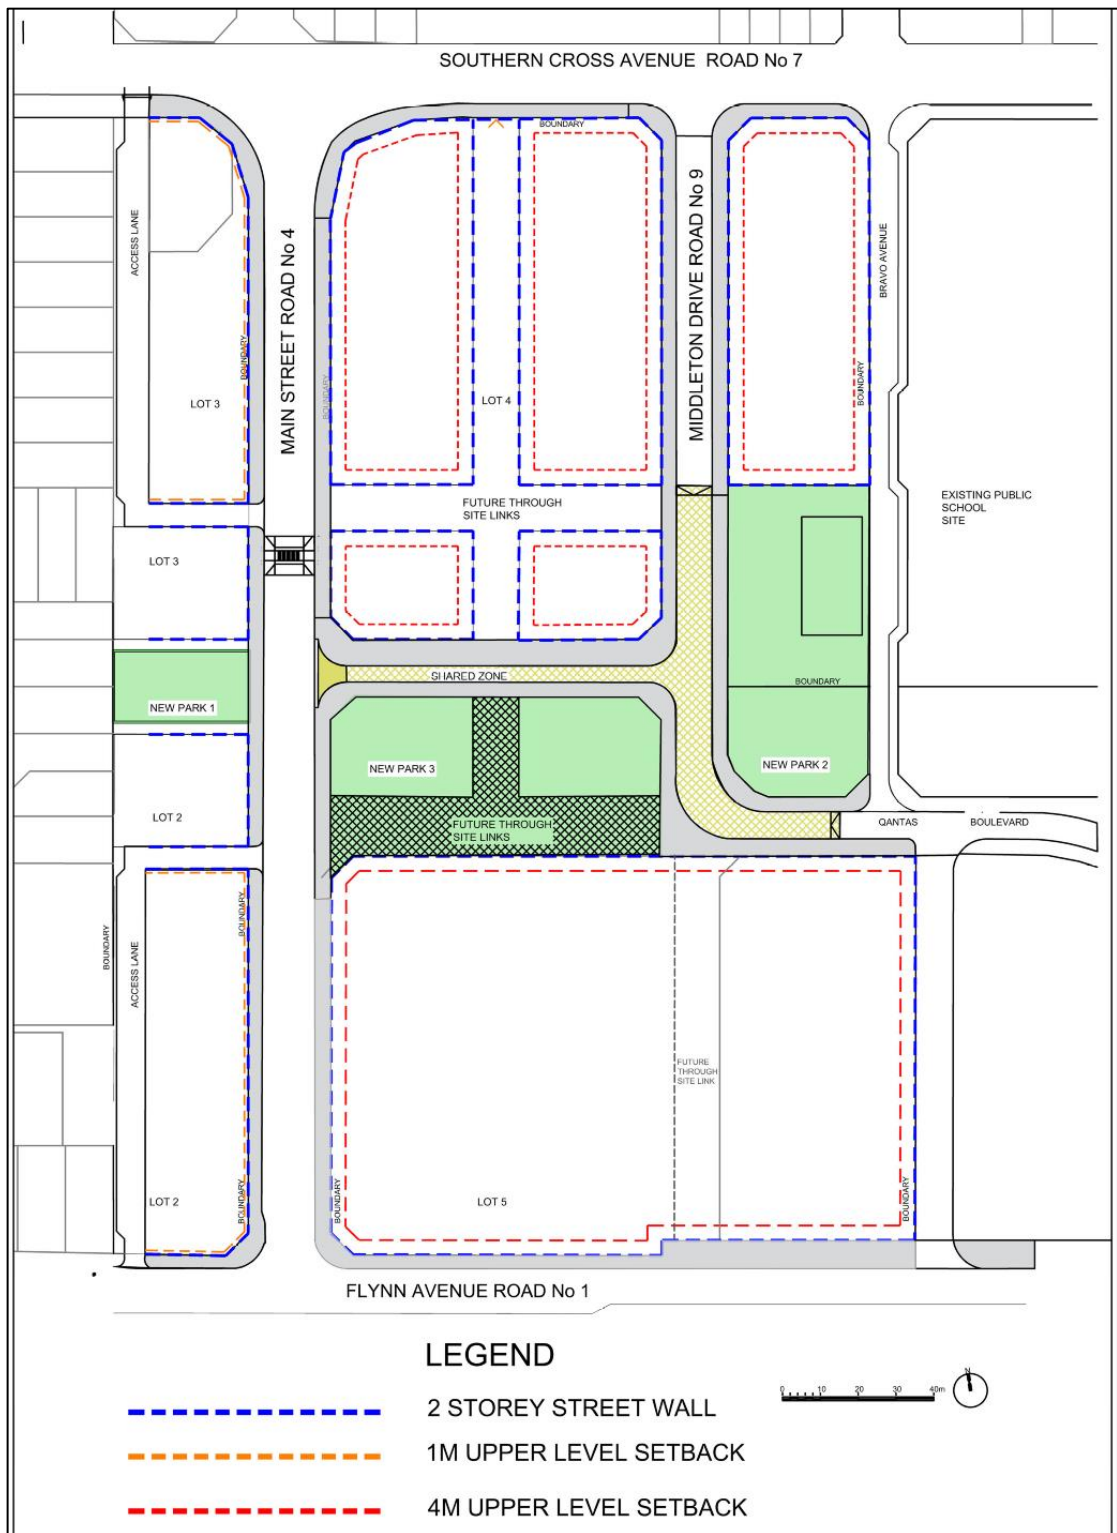 SOUTHERN CROSS AVENUE ROAD No 7
BOUNDARY
ACCESS LANE
MAIN STREET ROAD No 4
BOUNDARY
BOUNDARY
LOT 3
LOT 4
MIDDLETON DRIVE ROAD No 9
BRAVO AVENUE
BOUNDARY
FUTURE THROUGH
SITE LINKS
EXISTING PUBLIC
SCHOOL
SITE
LOT 3
SHARED ZONE
BOUNDARY
NEW PARK 1
NEW PARK 3
NEW PARK 2
LOT 2
FUTURE THROUGH
SITE LINKS
QANTAS
BOULEVARD
BOUNDARY
BOUNDARY
ACCESS LANE
FUTURE
THROUGH
SITE LINK
BOUNDARY
BOUNDARY
BOUNDARY
LOT 2
LOT 5
FLYNN AVENUE ROAD No 1
LEGEND
2 STOREY STREET WALL
1M UPPER LEVEL SETBACK
4M UPPER LEVEL SETBACK
0 10 20 30 40m
N